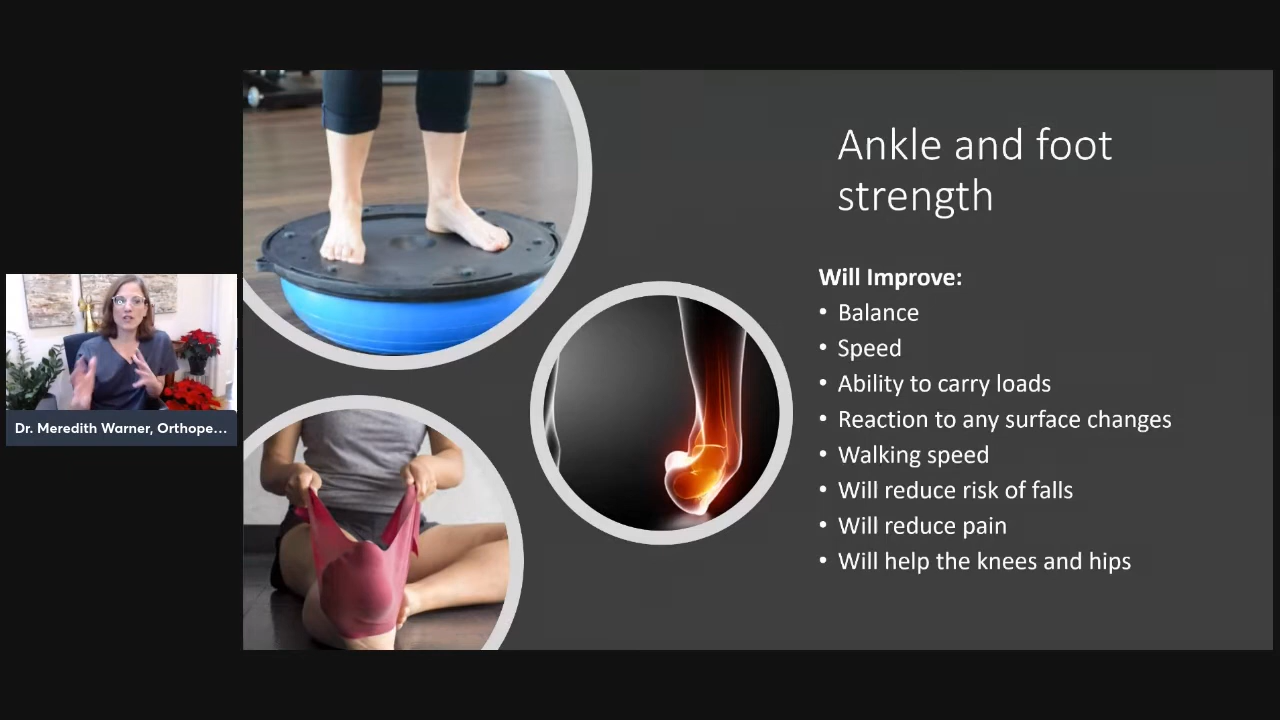 Ankle and foot
strength
Will Improve:
• Balance
• Speed
• Ability to carry loads
• Reaction to any surface changes
• Walking speed
• Will reduce risk of falls
• Will reduce pain
• Will help the knees and hips
Dr. Meredith Warner, Orthope...